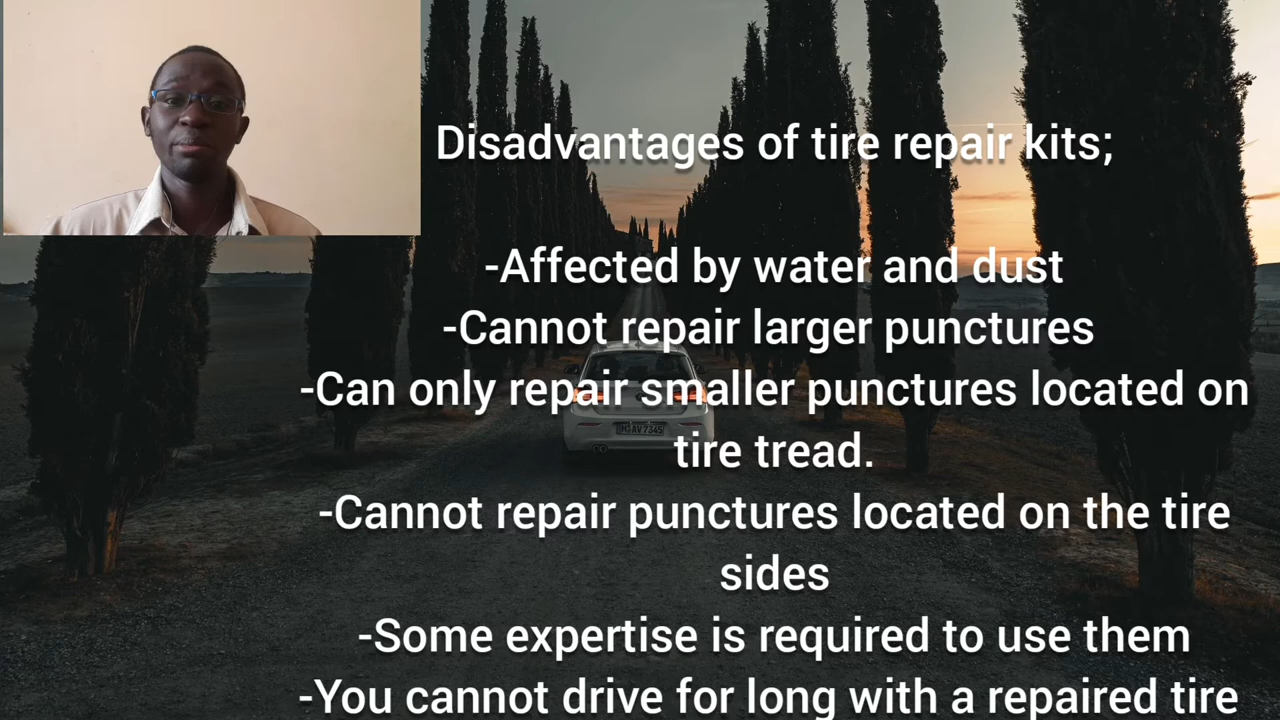 Disadvantages of tire repair kits;
-Affected by water and dust
-Cannot repair larger punctures
-Can only repair smaller punctures located on
tire tread.
-Cannot repair punctures located on the tire
sides
-Some expertise is required to use them
-You cannot drive for long with a repaired tire